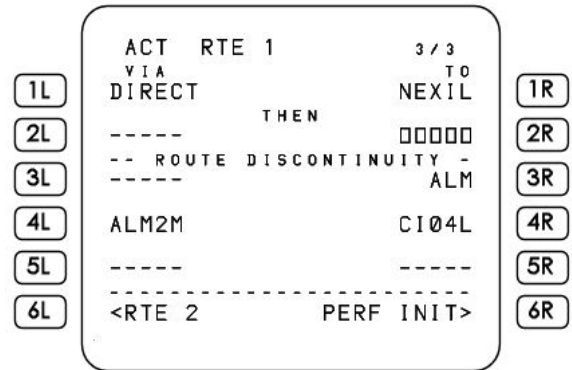 ACT RTE 1 3/3
VIA TO
1L DIRECT NEXIL 1R
THEN
2L ----- □□□□□ 2R
-- ROUTE DISCONTINUITY -
3L ----- ALM 3R
4L ALM2M CI04L 4R
5L ----- ----- 5R
------------------------
6L <RTE 2 PERF INIT> 6R